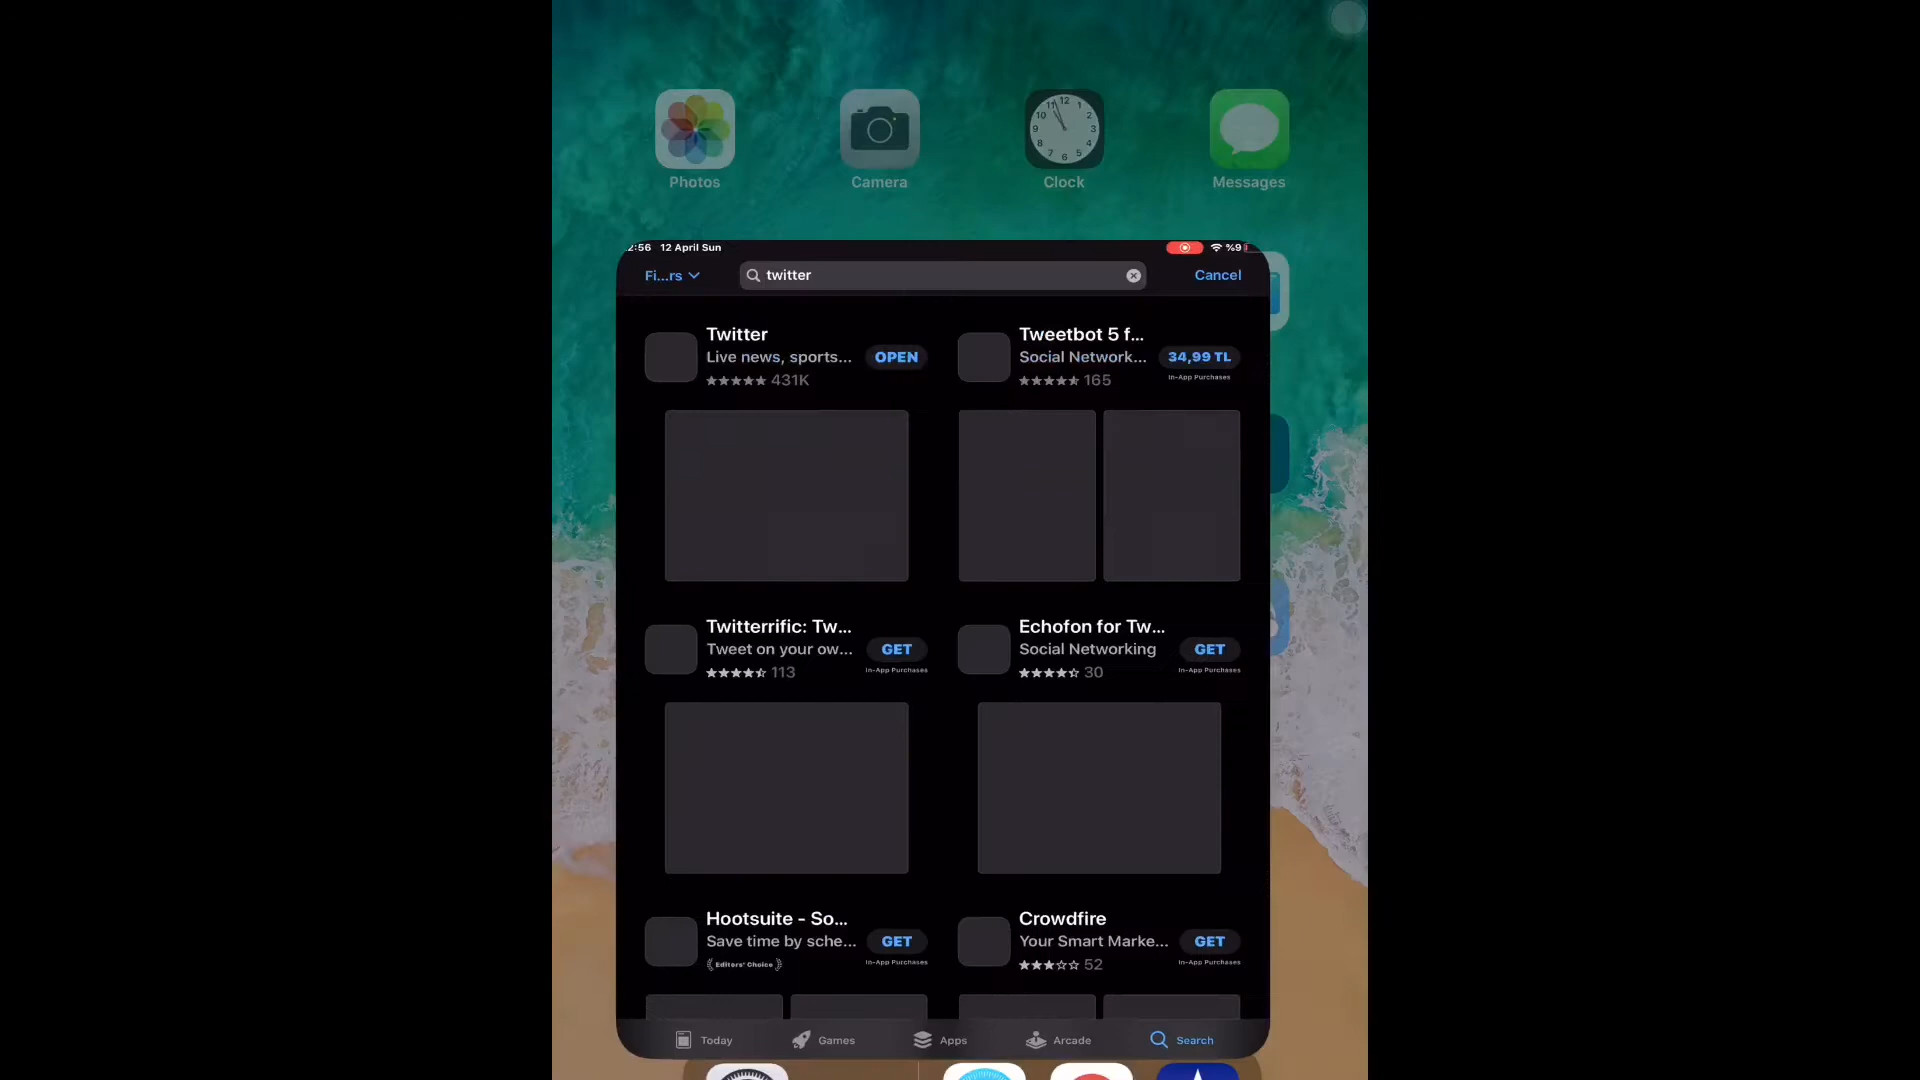 Photos
Camera
Clock
Messages
2:56 12 April Sun
%9
Fi...rs
twitter
Cancel
Twitter
Live news, sports...
OPEN
431K
Tweetbot 5 f...
Social Network...
34,99 TL
165
In-App Purchases
Twitterrific: Tw...
Tweet on your ow...
GET
113
In-App Purchases
Echofon for Tw...
Social Networking
GET
30
In-App Purchases
Hootsuite - So...
Save time by sche...
GET
Editors' Choice
In-App Purchases
Crowdfire
Your Smart Marke...
GET
52
In-App Purchases
Today
Games
Apps
Arcade
Search